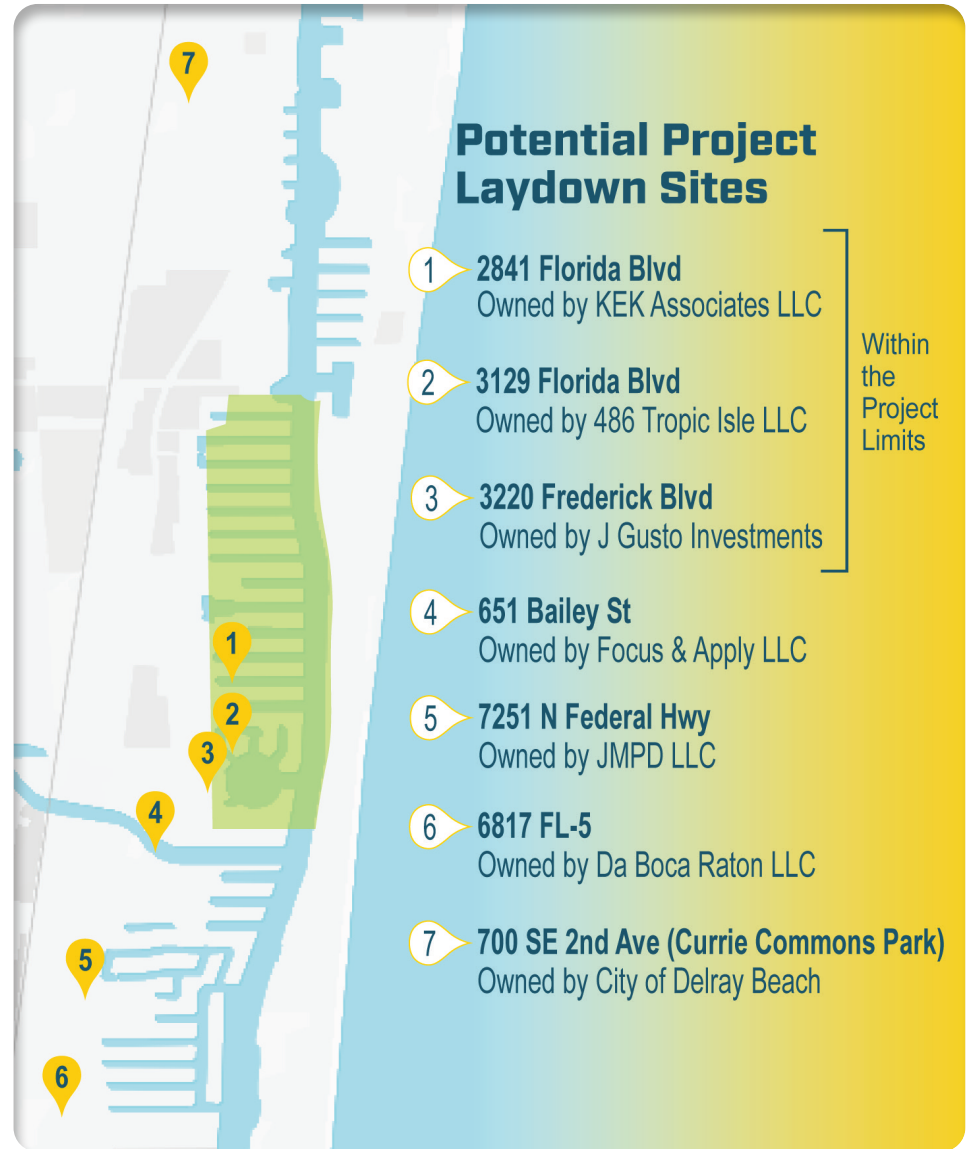 Potential Project
Laydown Sites
1
2841 Florida Blvd
Owned by KEK Associates LLC
2
3129 Florida Blvd
Owned by 486 Tropic Isle LLC
3
3220 Frederick Blvd
Owned by J Gusto Investments
Within
the
Project
Limits
4
651 Bailey St
Owned by Focus & Apply LLC
5
7251 N Federal Hwy
Owned by JMPD LLC
6
6817 FL-5
Owned by Da Boca Raton LLC
7
700 SE 2nd Ave (Currie Commons Park)
Owned by City of Delray Beach
7
1
2
3
4
5
6